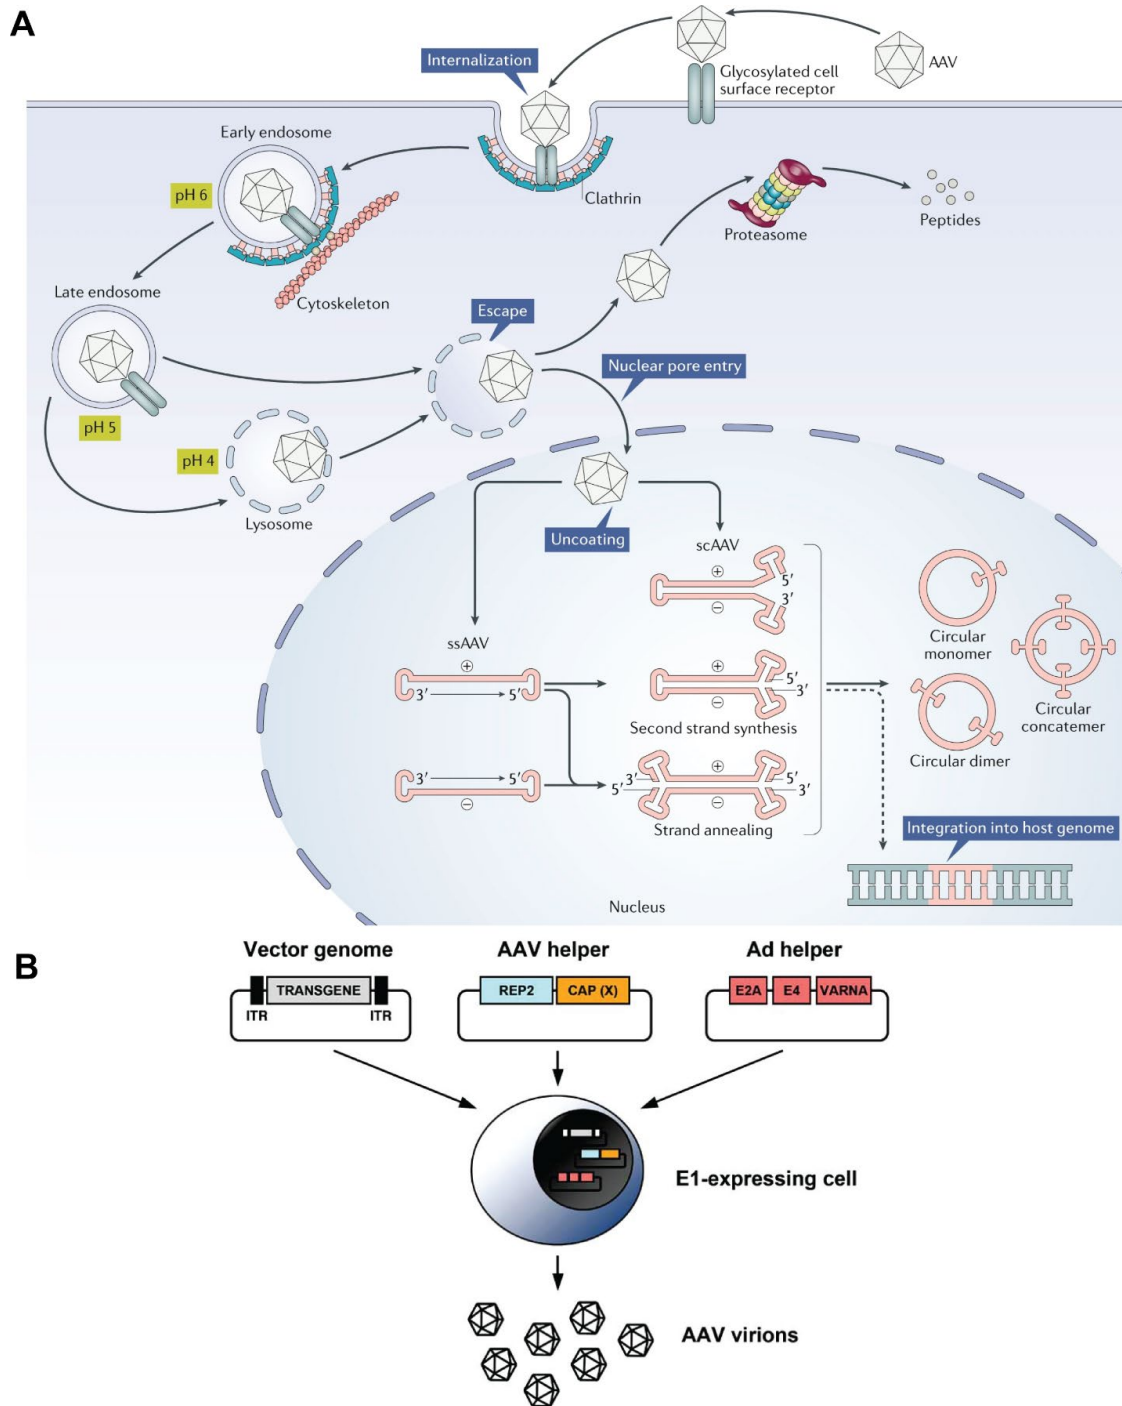 A
AAV
Glycosylated cell
surface receptor
Internalization
Clathrin
Early endosome
pH 6
Cytoskeleton
Proteasome
Peptides
Late endosome
pH 5
Escape
Nuclear pore entry
pH 4
Lysosome
Uncoating
ssAAV
+
3′
5′
3′
5′
−
scAAV
+
5′
3′
−
+
5′
3′
−
Second strand synthesis
+
3′
5′
5′
3′
−
Strand annealing
Circular
monomer
Circular
concatemer
Circular dimer
Integration into host genome
Nucleus
B
Vector genome
TRANSGENE
ITR
ITR
AAV helper
REP2
CAP (X)
Ad helper
E2A
E4
VARNA
E1-expressing cell
AAV virions